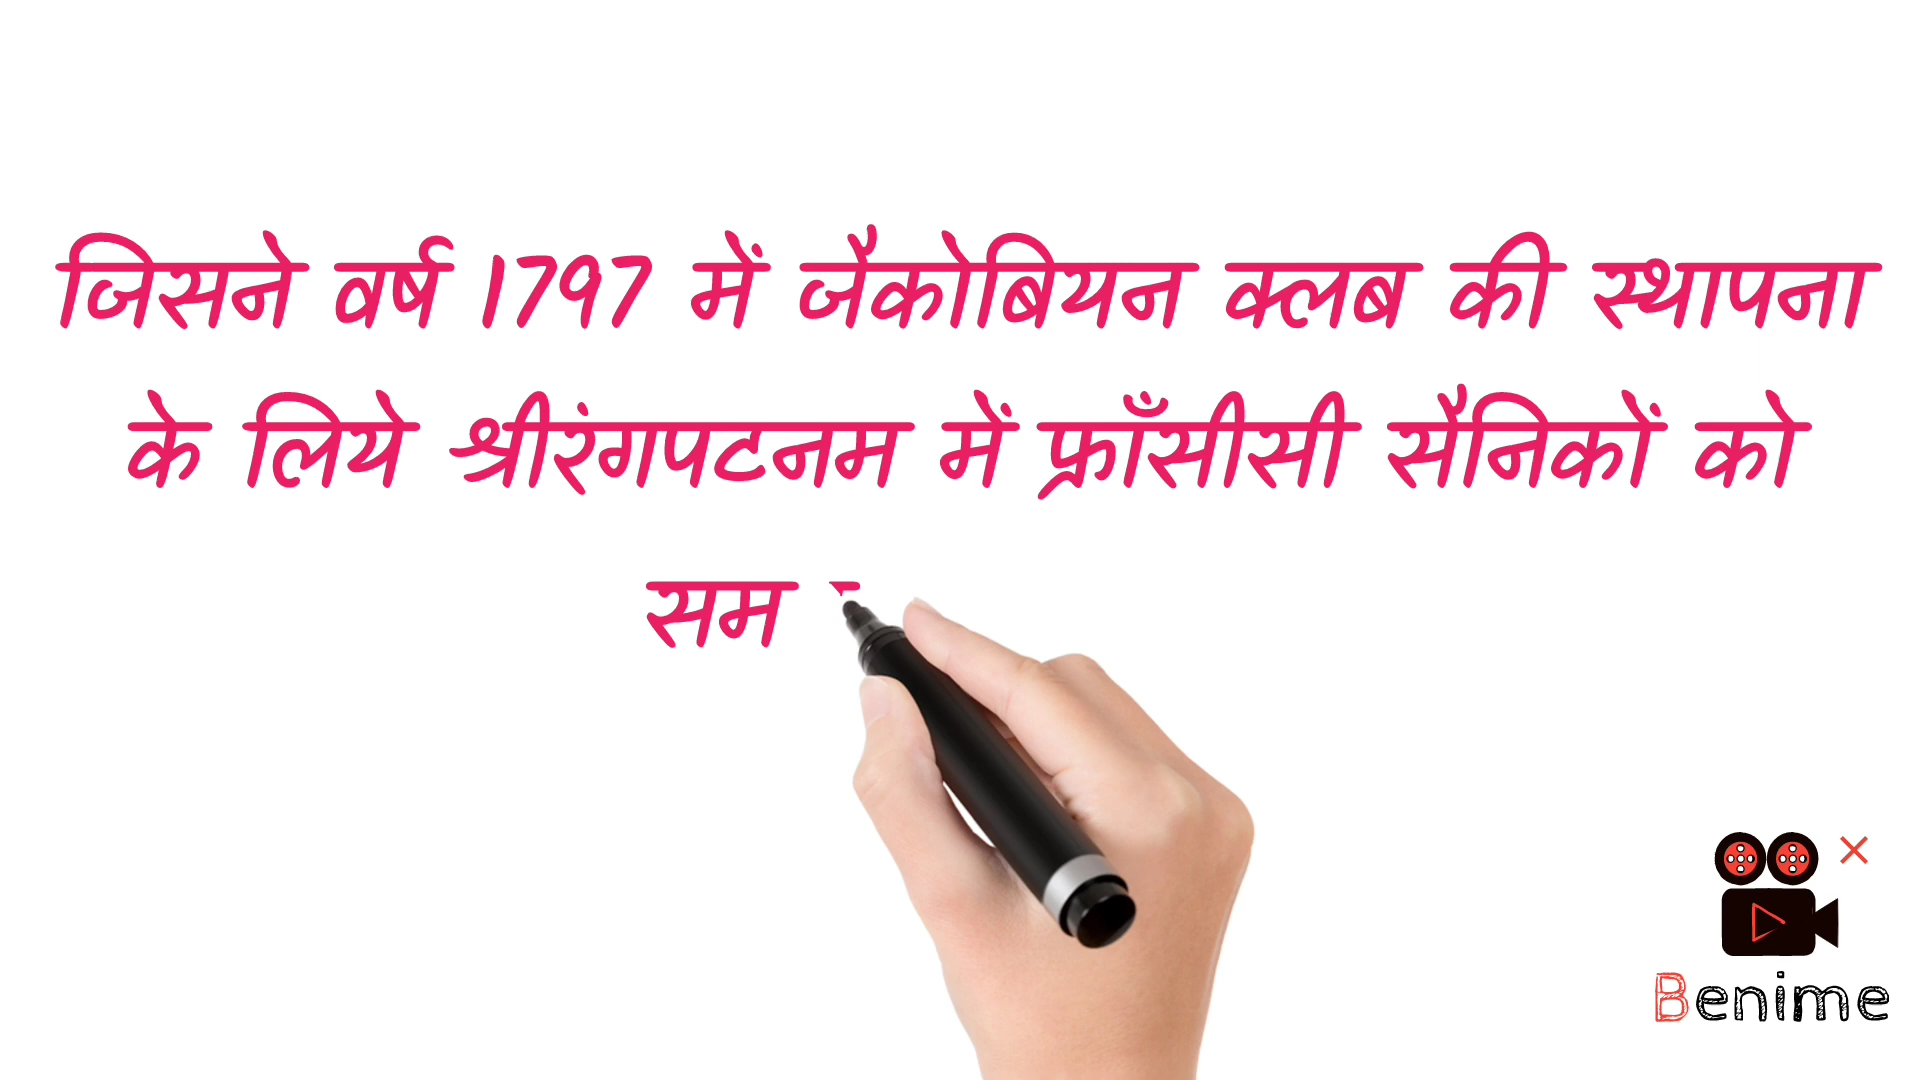 जिसने वर्ष 1797 में जैकोबियन क्लब की स्थापना
के लिये श्रीरंगपटनम में फ्राँसीसी सैनिकों को
सम
Benime